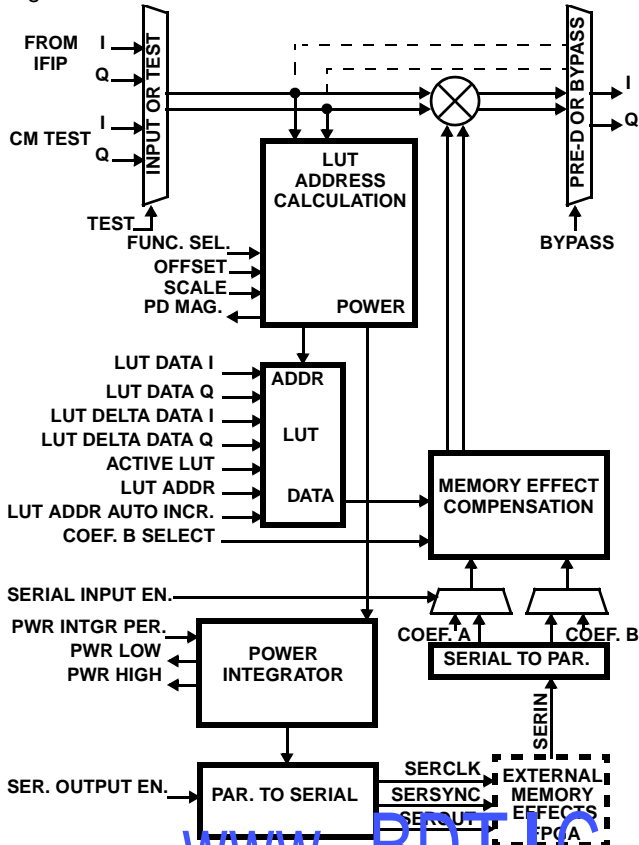 FROM
IFIP
I
Q
CM TEST
I
Q
INPUT OR TEST
TEST
PRE-D OR BYPASS
I
Q
BYPASS
LUT
ADDRESS
CALCULATION
POWER
FUNC. SEL.
OFFSET
SCALE
PD MAG.
LUT DATA I
LUT DATA Q
LUT DELTA DATA I
LUT DELTA DATA Q
ACTIVE LUT
LUT ADDR
LUT ADDR AUTO INCR.
COEF. B SELECT
ADDR
LUT
DATA
MEMORY EFFECT
COMPENSATION
SERIAL INPUT EN.
COEF. A
COEF. B
SERIAL TO PAR.
PWR INTGR PER.
PWR LOW
PWR HIGH
POWER
INTEGRATOR
SERIN
SER. OUTPUT EN.
PAR. TO SERIAL
SERCLK
SERSYNC
SEROUT
EXTERNAL
MEMORY
EFFECTS
FPGA